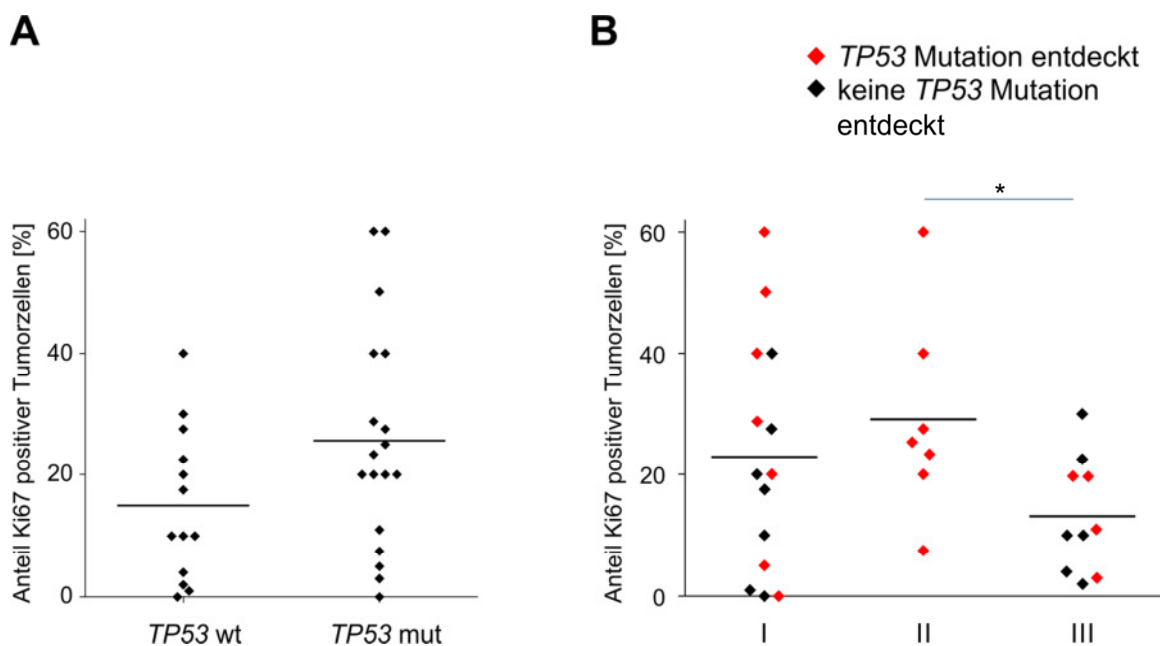 A
Anteil Ki67 positiver Tumorzellen [%]
60
40
20
0
TP53 wt
TP53 mut
B
TP53 Mutation entdeckt
keine TP53 Mutation
entdeckt
*
Anteil Ki67 positiver Tumorzellen [%]
60
40
20
0
I
II
III